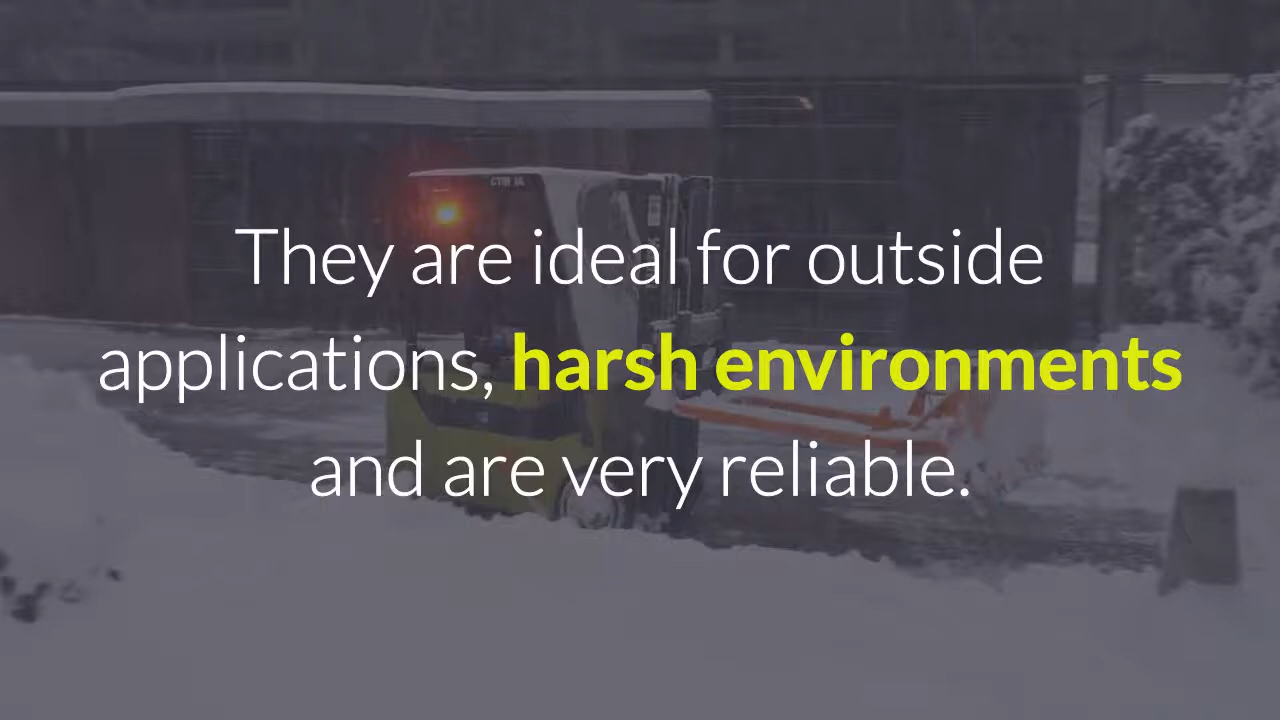 They are ideal for outside
applications, harsh environments
and are very reliable.